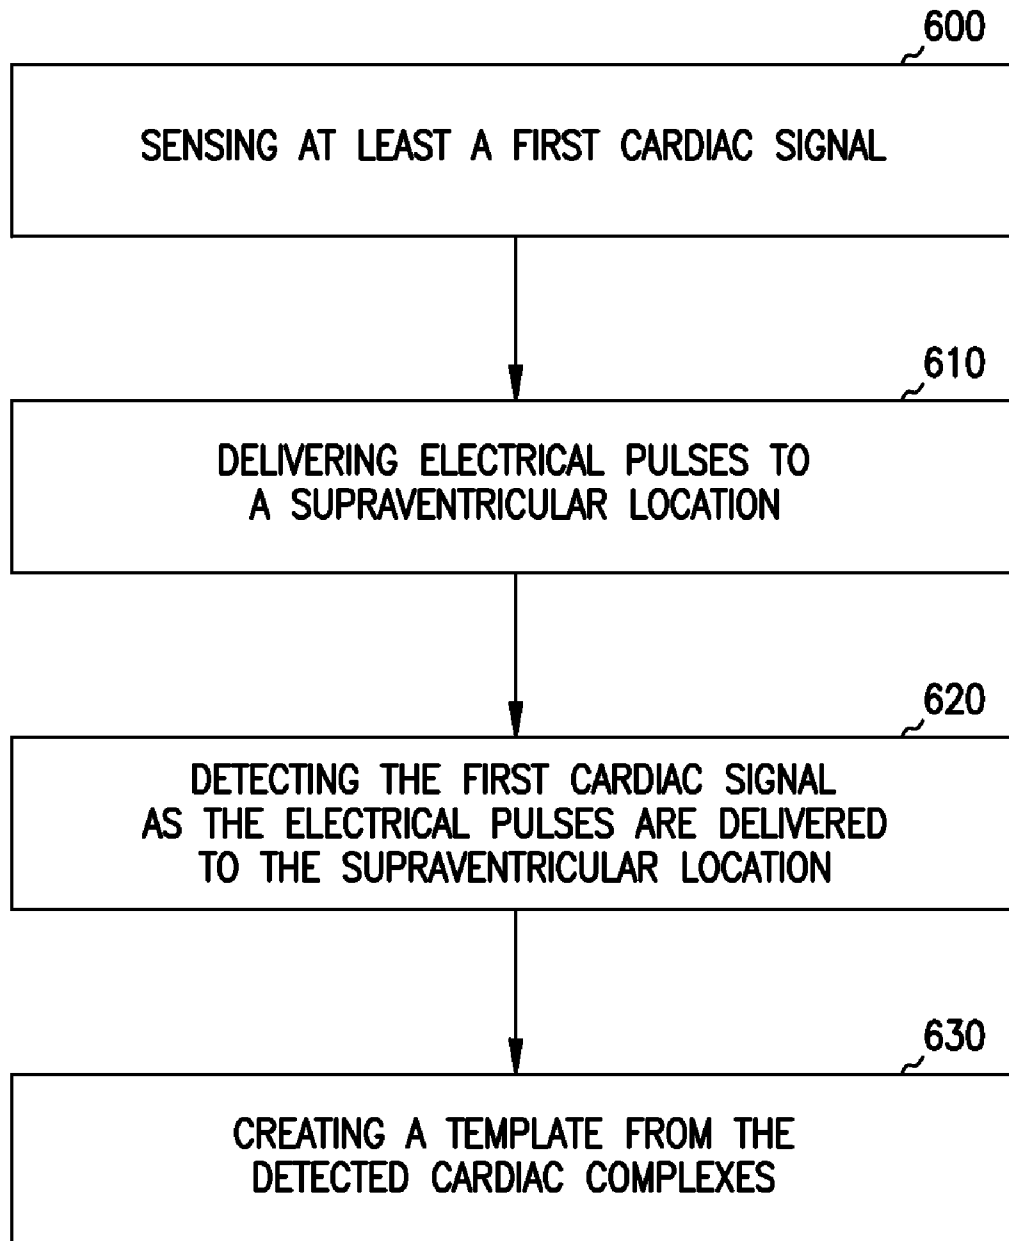 600
SENSING AT LEAST A FIRST CARDIAC SIGNAL
610
DELIVERING ELECTRICAL PULSES TO
A SUPRAVENTRICULAR LOCATION
620
DETECTING THE FIRST CARDIAC SIGNAL
AS THE ELECTRICAL PULSES ARE DELIVERED
TO THE SUPRAVENTRICULAR LOCATION
630
CREATING A TEMPLATE FROM THE
DETECTED CARDIAC COMPLEXES